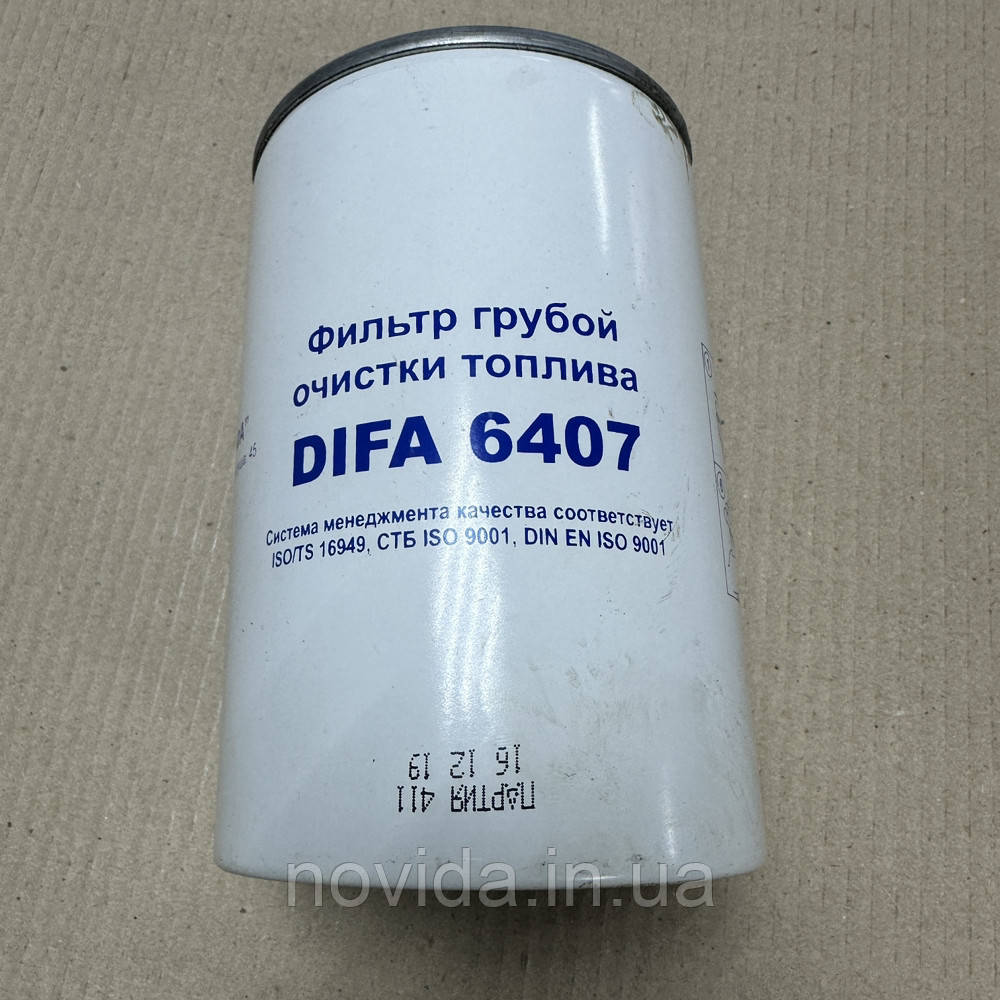 Фильтр грубой
очистки топлива
DIFA 6407
Система менеджмента качества соответствует
ISO/TS 16949, СТБ ISO 9001, DIN EN ISO 9001
45
ПАРТИЯ 411
16 12 19
novida.in.ua